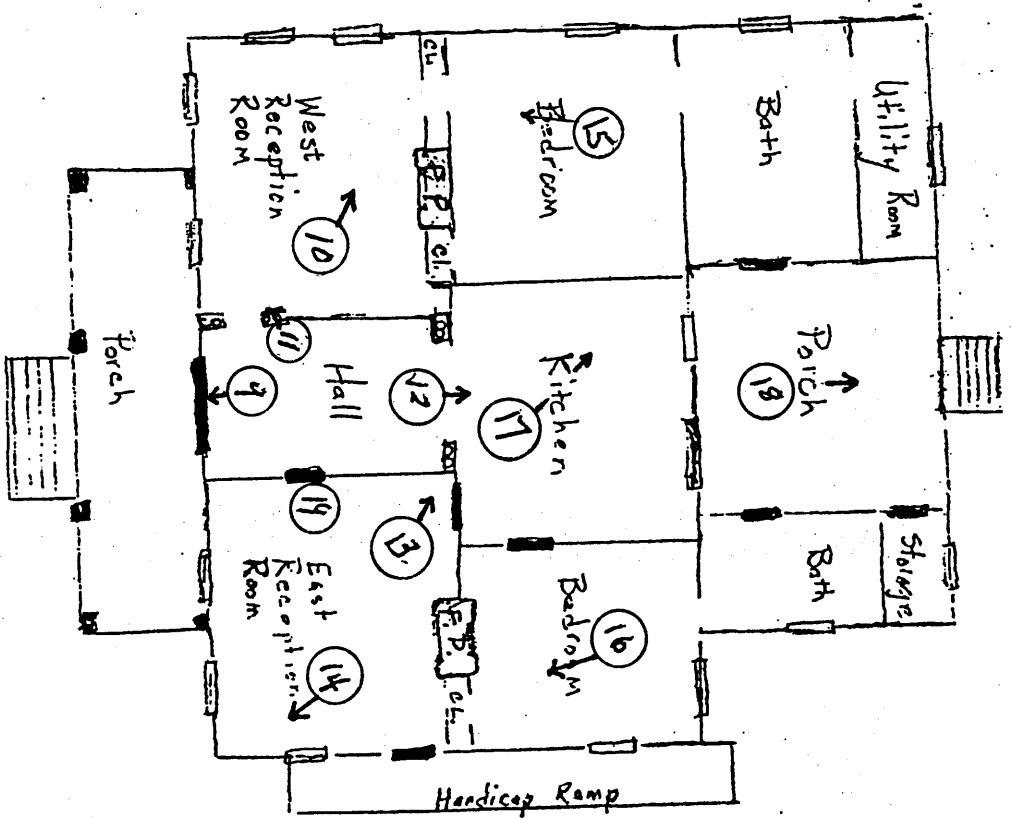 CL.
West
Reception
Room
10
F.P.
CL.
Bedroom
15
Bath
Utility Room
Porch
9
Hall
11
12
Kitchen
17
Porch
18
19
13
East
Reception
Room
14
F.P.
CL.
Bedroom
16
Bath
Storage
Handicap Ramp